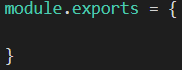 module.exports = {
}